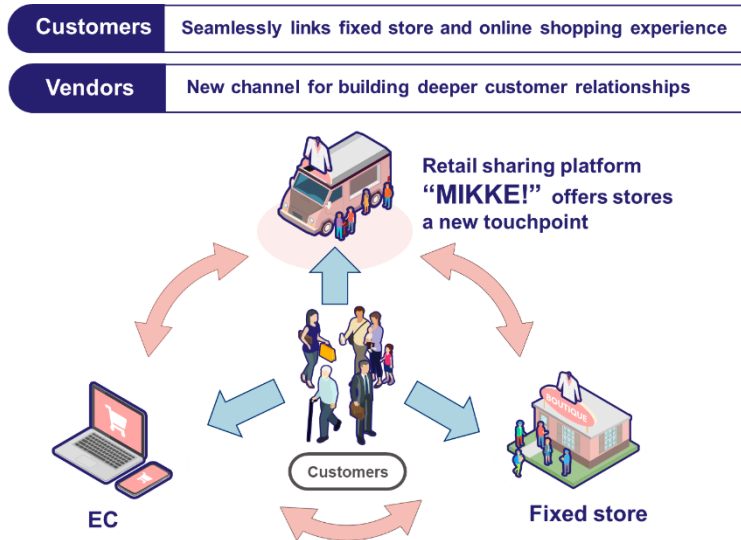 Customers Seamlessly links fixed store and online shopping experience
Vendors New channel for building deeper customer relationships
Retail sharing platform
“MIKKE!” offers stores
a new touchpoint
BOUTIQUE
Customers
EC
Fixed store